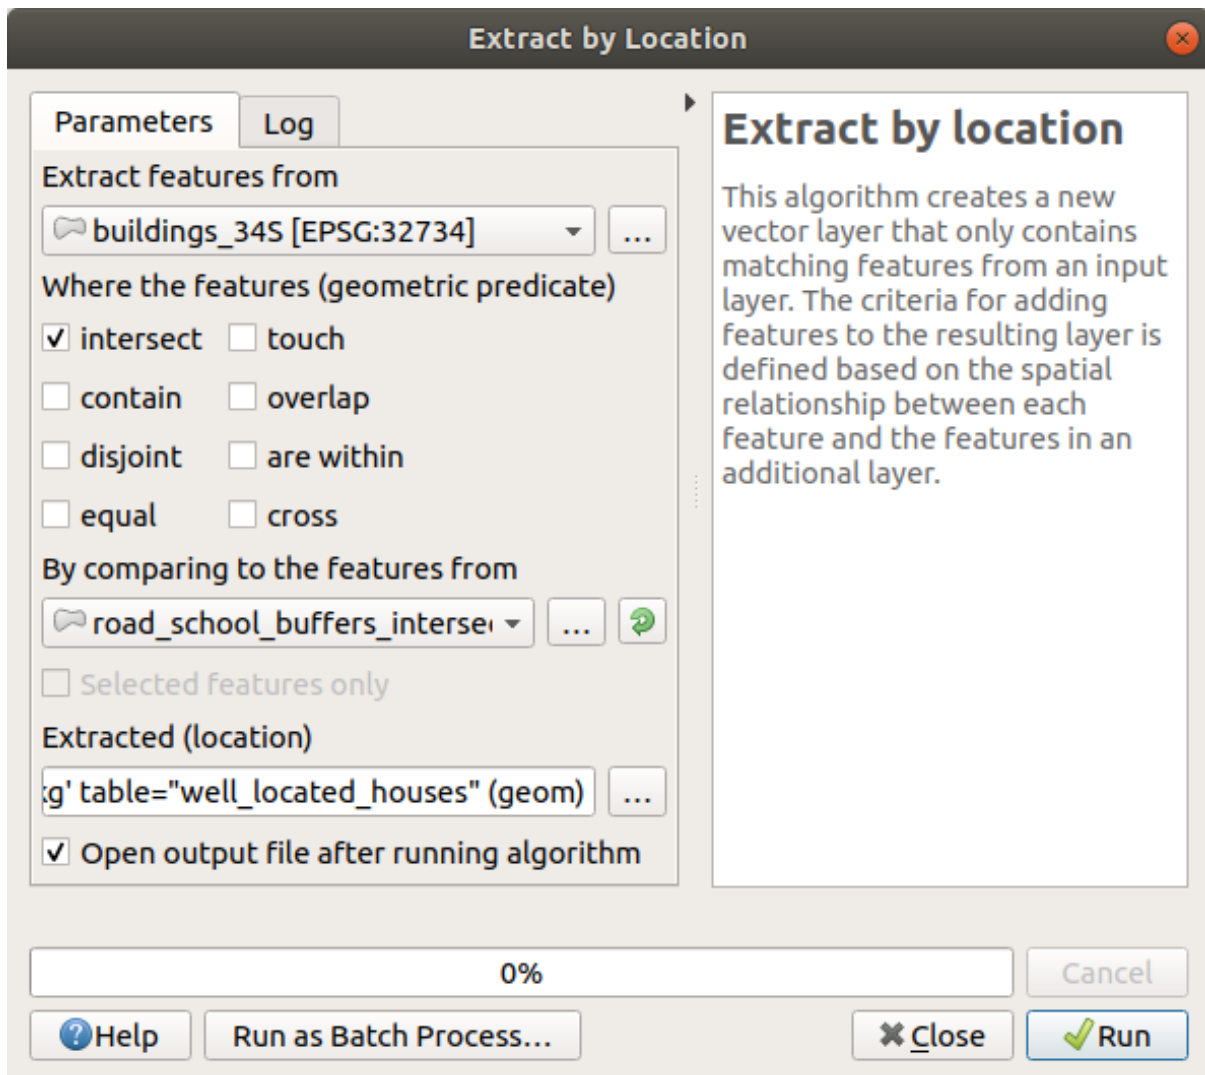 Extract by Location
Parameters
Log
Extract features from
buildings_34S [EPSG:32734]
...
Where the features (geometric predicate)
intersect
touch
contain
overlap
disjoint
are within
equal
cross
By comparing to the features from
road_school_buffers_interse
...
Selected features only
Extracted (location)
g' table="well_located_houses" (geom)
...
Open output file after running algorithm
Extract by location
This algorithm creates a new
vector layer that only contains
matching features from an input
layer. The criteria for adding
features to the resulting layer is
defined based on the spatial
relationship between each
feature and the features in an
additional layer.
0%
Cancel
Help
Run as Batch Process...
Close
Run